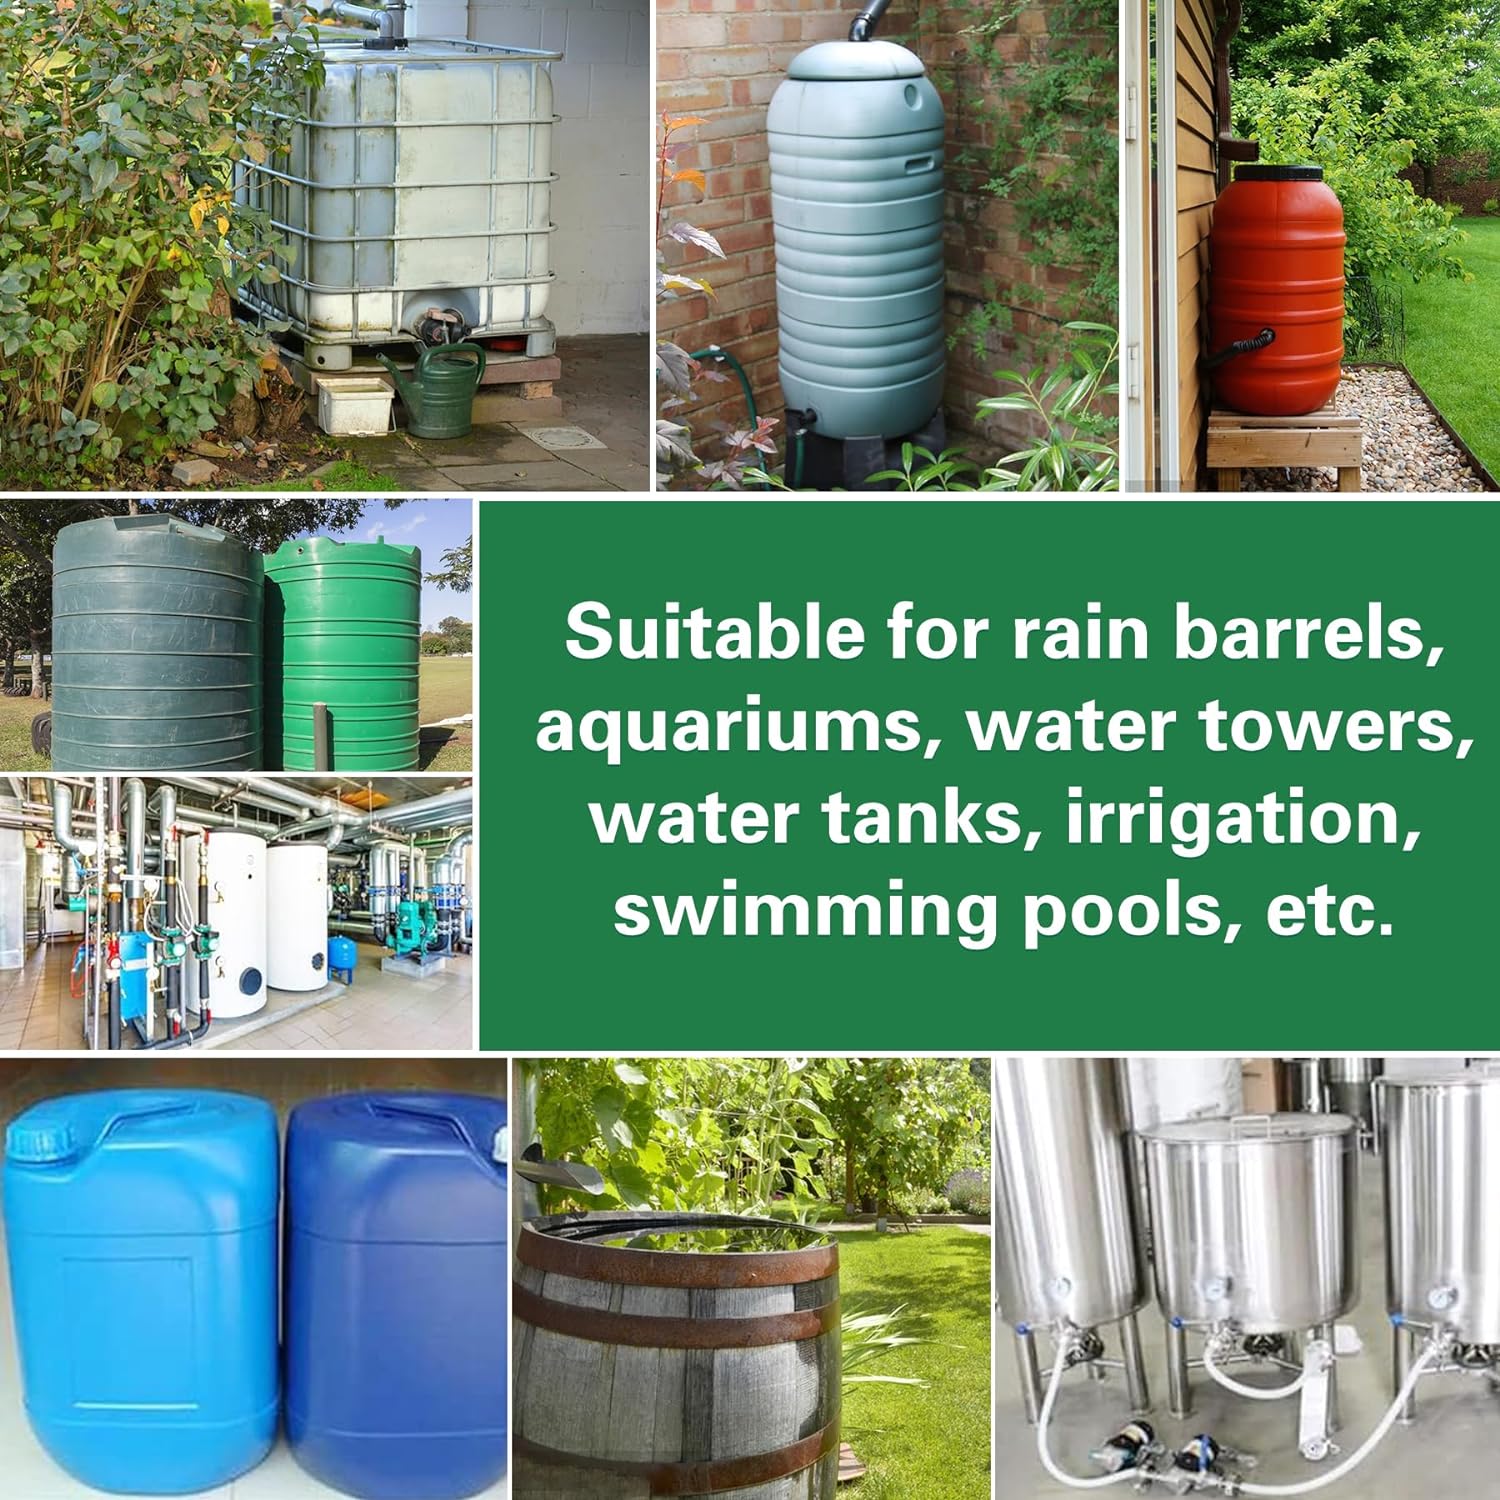 Suitable for rain barrels,
aquariums, water towers,
water tanks, irrigation,
swimming pools, etc.